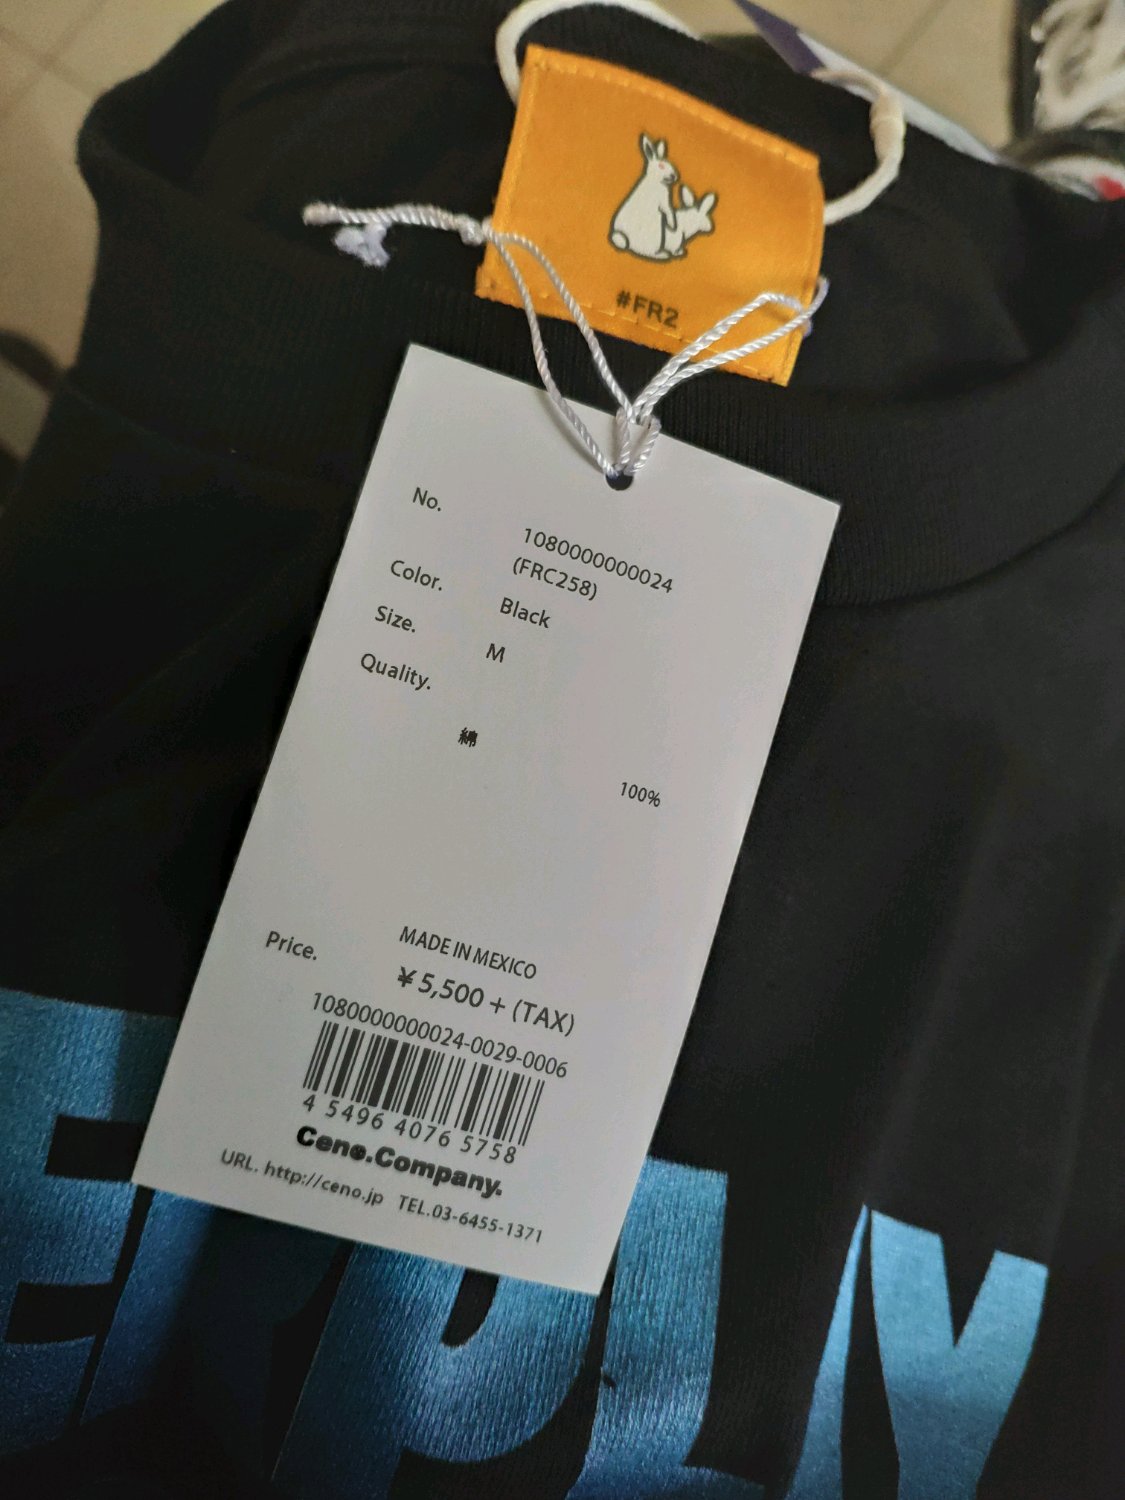 #FR2
No.
1080000000024
(FRC258)
Color.
Black
Size.
M
Quality.
綿
100%
MADE IN MEXICO
Price.
¥5,500 + (TAX)
1080000000024-0029-0006
4 5496 4076 5758
Ceno.Company.
URL. http://ceno.jp TEL.03-6455-1371